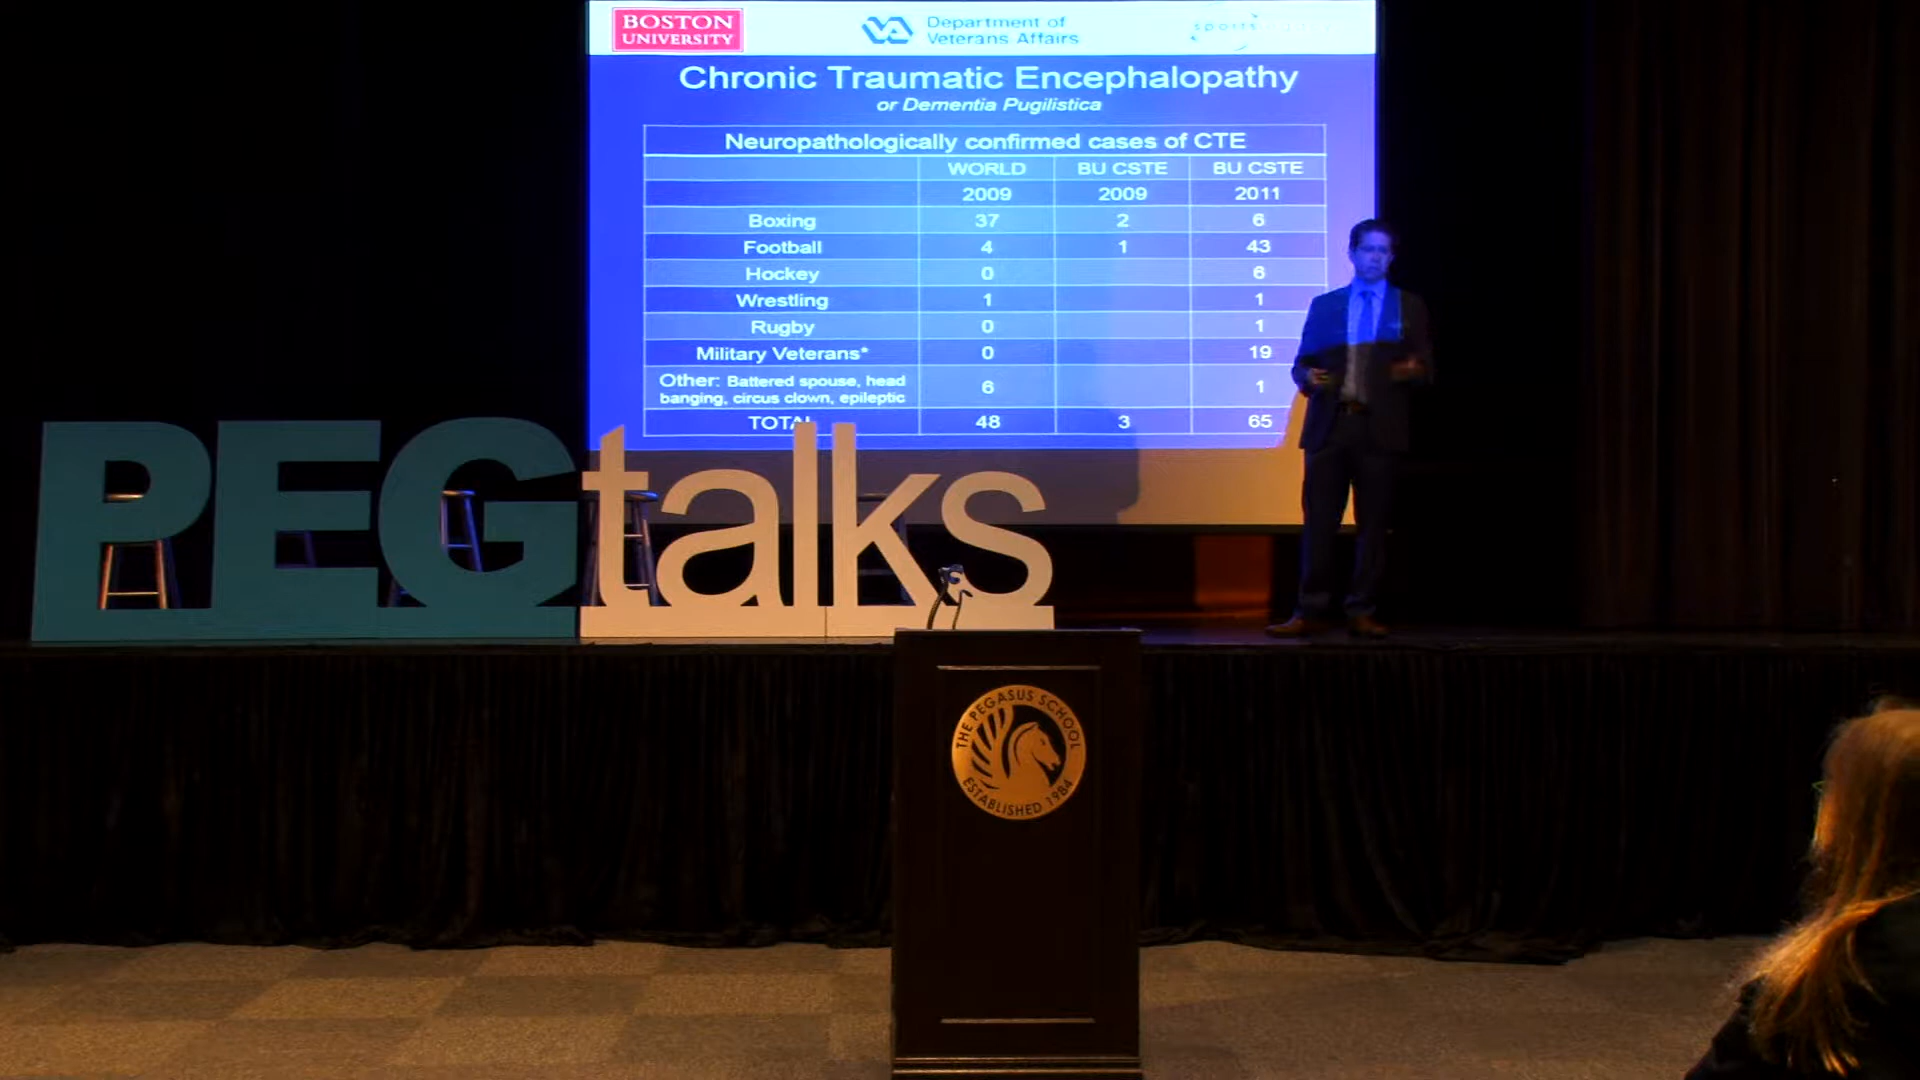 BOSTON
UNIVERSITY
VA
Department of
Veterans Affairs
sports
Chronic Traumatic Encephalopathy
or Dementia Pugilistica
Neuropathologically confirmed cases of CTE
WORLD BU CSTE BU CSTE
2009 2009 2011
Boxing 37 2 6
Football 4 1 43
Hockey 0 6
Wrestling 1 1
Rugby 0 1
Military Veterans* 0 19
Other: Battered spouse, head
banging, circus clown, epileptic 6 1
TOTAL 48 3 65
PEGtalks
THE PEGASUS SCHOOL
ESTABLISHED 1984